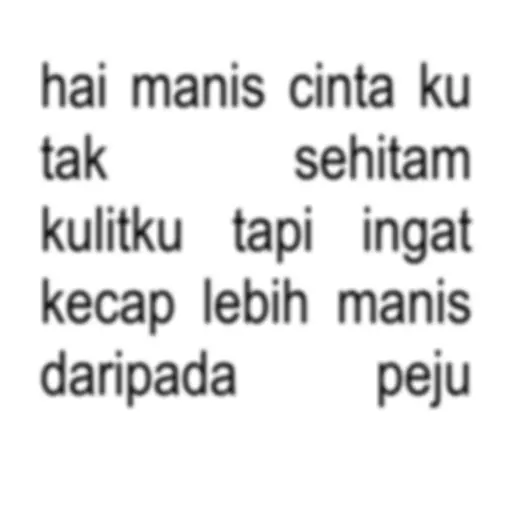 hai manis cinta ku
tak sehitam
kulitku tapi ingat
kecap lebih manis
daripada peju